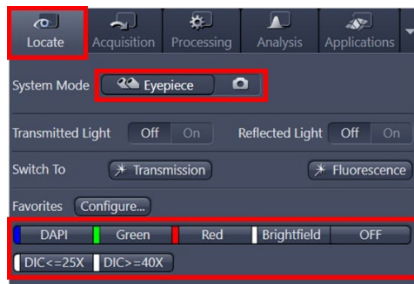 Locate Acquisition Processing Analysis Applications
System Mode Eyepiece
Transmitted Light Off On Reflected Light Off On
Switch To Transmission Fluorescence
Favorites Configure...
DAPI Green Red Brightfield OFF
DIC<=25X DIC>=40X